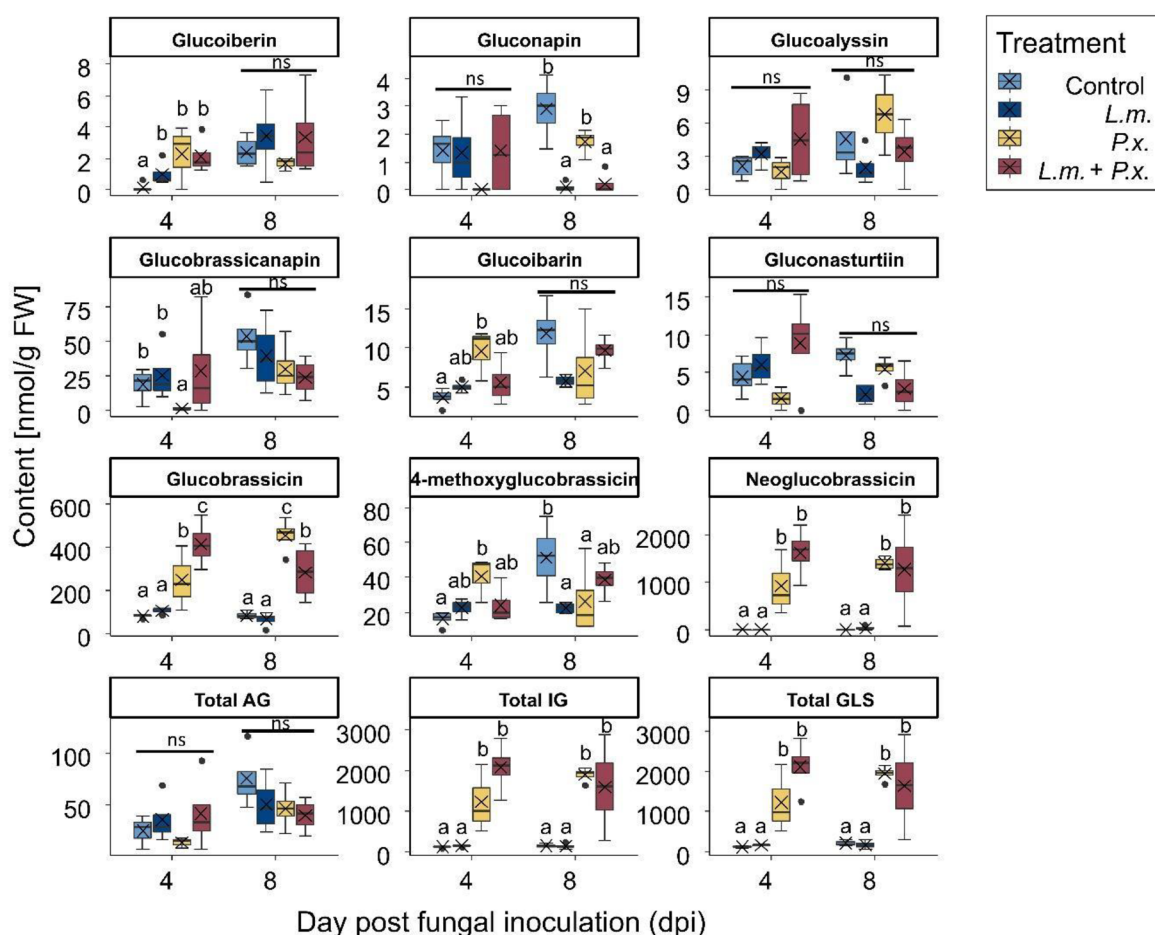 Glucoiberin
Gluconapin
Glucoalyssin
Treatment
Control
L.m.
P.x.
L.m. + P.x.
8
6
4
2
0
a
b
b
b
ns
4
8
4
3
2
1
0
ns
b
a
b
a
4
8
9
6
3
0
ns
ns
4
8
Glucobrassicanapin
Glucoibarin
Gluconasturtiin
75
50
25
0
b
b
a
ab
ns
4
8
15
10
5
a
ab
b
ab
ns
4
8
15
10
5
0
ns
ns
4
8
Content [nmol/g FW]
Glucobrassicin
4-methoxyglucobrassicin
Neoglucobrassicin
600
400
200
0
a
a
b
c
a
a
c
b
4
8
80
60
40
20
a
ab
b
ab
b
a
a
ab
4
8
2000
1000
0
a
a
b
b
a
a
b
b
4
8
Total AG
Total IG
Total GLS
100
50
ns
ns
4
8
3000
2000
1000
0
a
a
b
b
a
a
b
b
4
8
3000
2000
1000
0
a
a
b
b
a
a
b
b
4
8
Day post fungal inoculation (dpi)